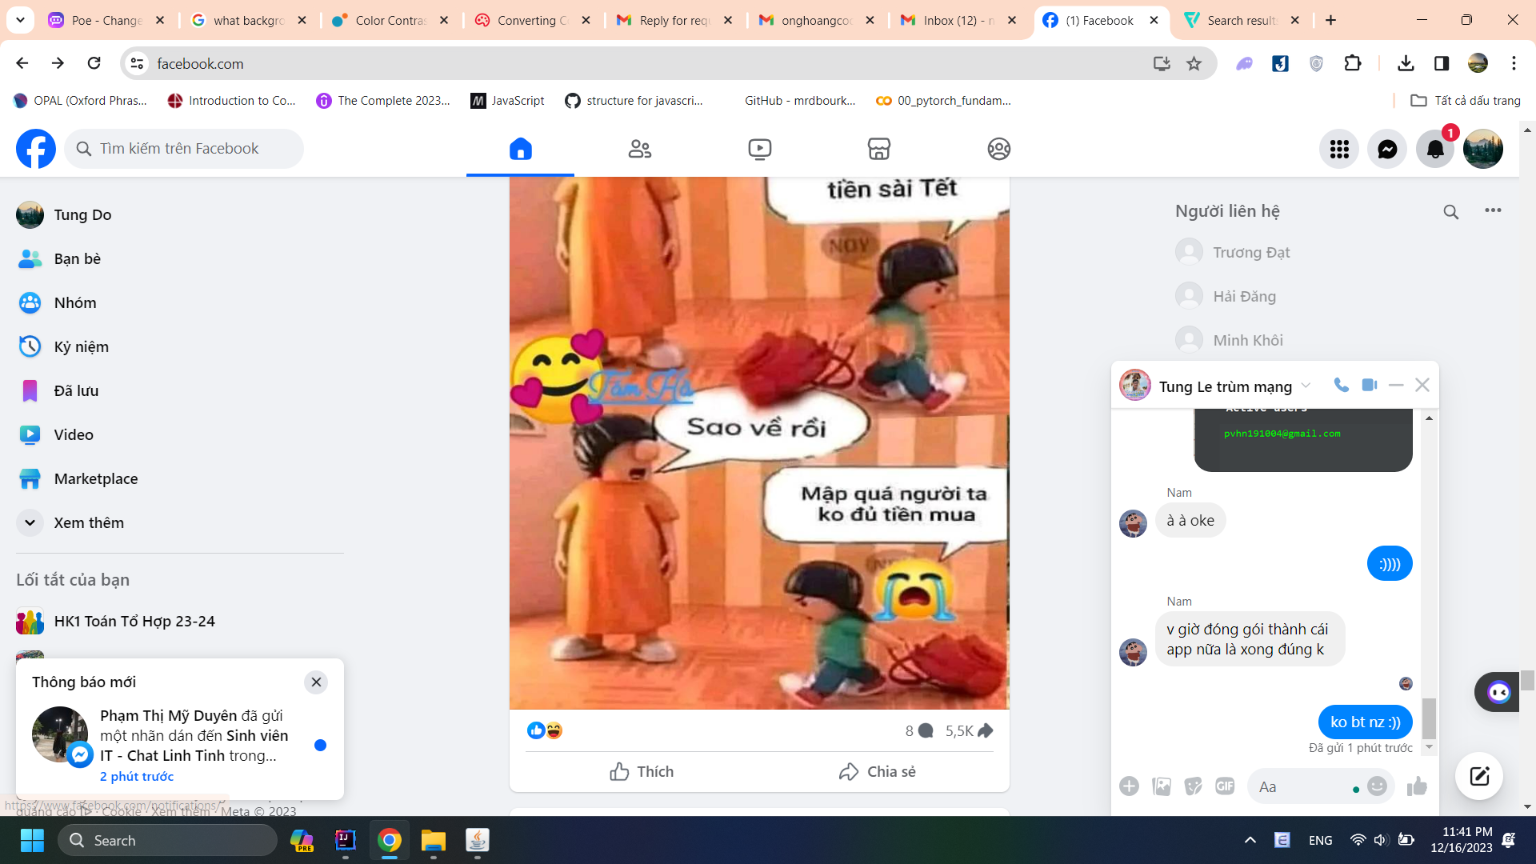 Poe - Change
what backgro
Color Contras
Converting Co
Reply for requ
onghoangcoc
Inbox (12) - n
(1) Facebook
Search results
facebook.com
OPAL (Oxford Phras...
Introduction to Co...
The Complete 2023...
JavaScript
structure for javascri...
GitHub - mrdbourk...
00_pytorch_fundam...
Tất cả dấu trang
Tìm kiếm trên Facebook
1
Tung Do
Bạn bè
Nhóm
Kỷ niệm
Đã lưu
Video
Marketplace
Xem thêm
Lối tắt của bạn
HK1 Toán Tổ Hợp 23-24
Thông báo mới
Phạm Thị Mỹ Duyên đã gửi
một nhãn dán đến Sinh viên
IT - Chat Linh Tinh trong...
2 phút trước
https://www.facebook.com/notifications/
quảng cáo · Cookie · Xem thêm · Meta © 2023
tiền sài Tết
NOY
Tâm Hà
Sao về rồi
Mập quá người ta
ko đủ tiền mua
8
5,5K
Thích
Chia sẻ
Người liên hệ
Trương Đạt
Hải Đăng
Minh Khôi
Tung Le trùm mạng
Active users
pvhn191004@gmail.com
Nam
à à oke
:))))
Nam
v giờ đóng gói thành cái
app nữa là xong đúng k
ko bt nz :))
Đã gửi 1 phút trước
GIF
Aa
Search
PRE
ENG
11:41 PM
12/16/2023